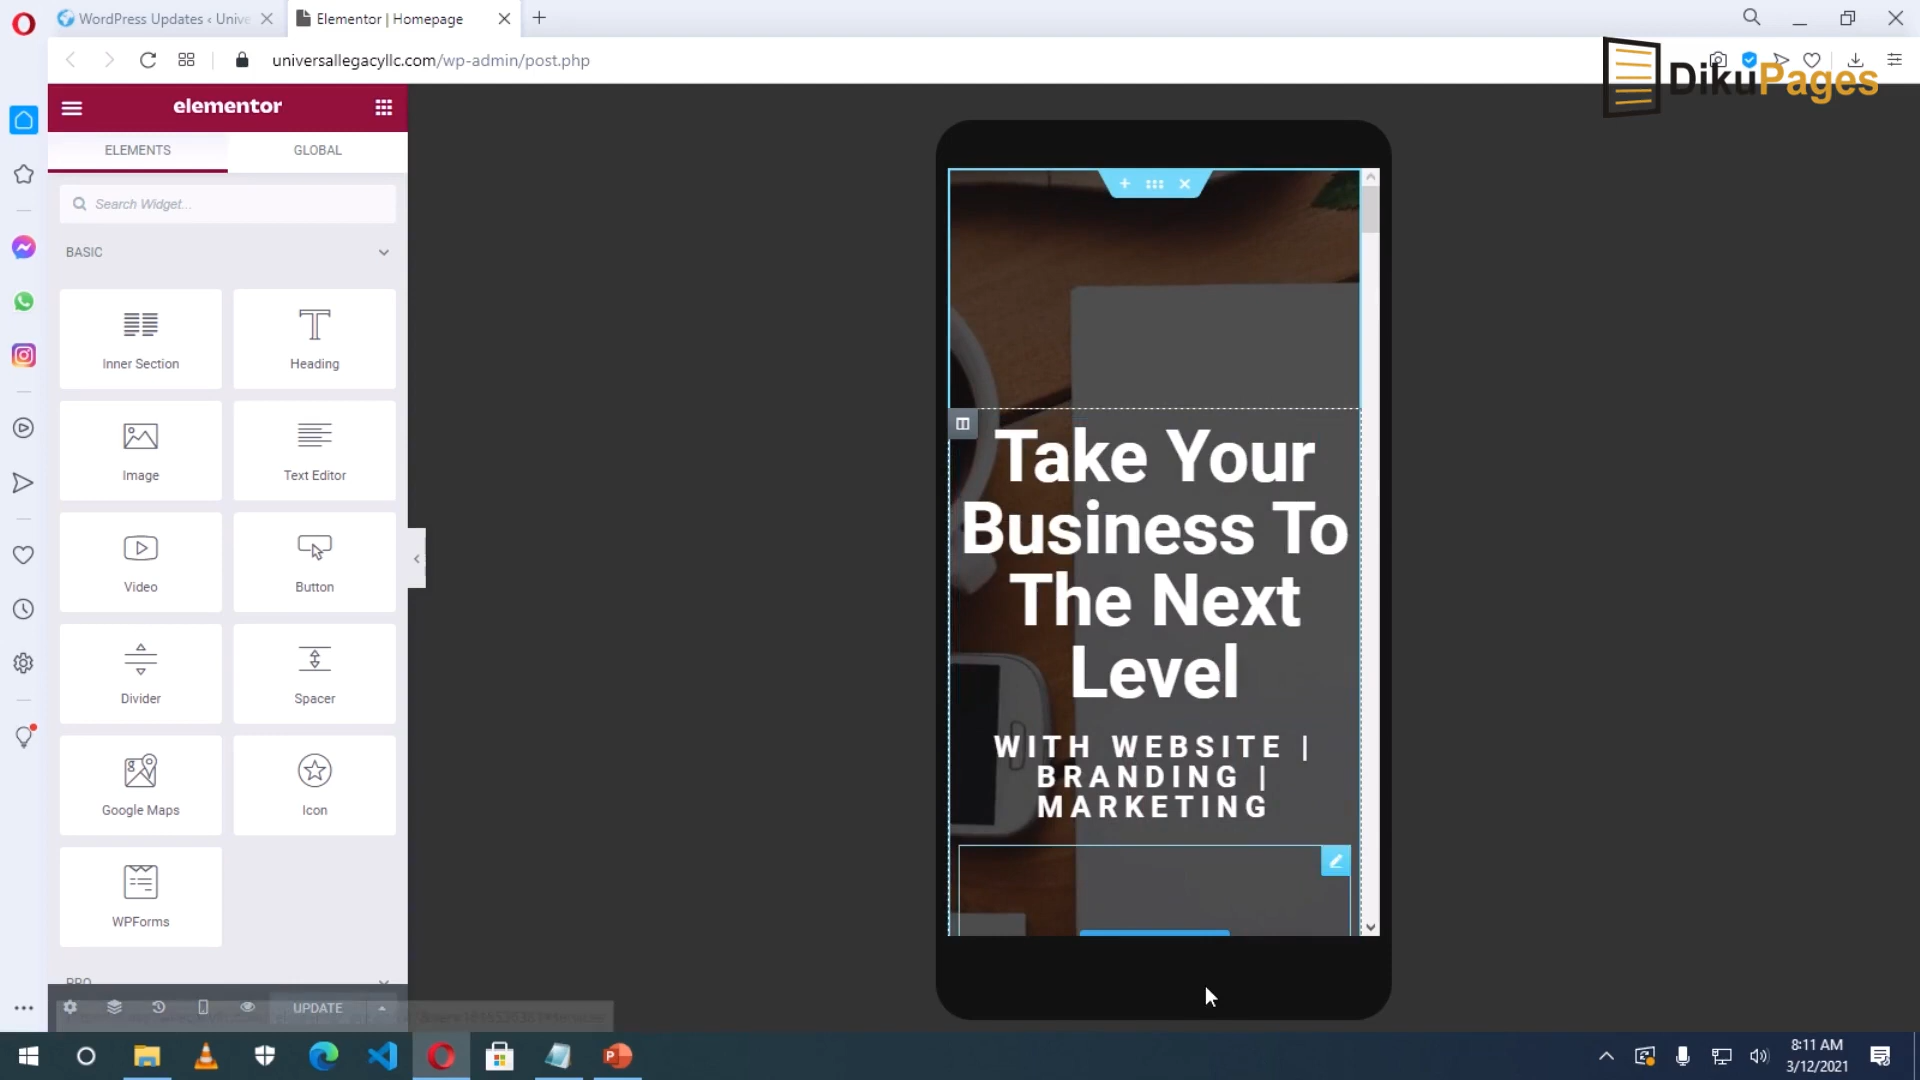 WordPress Updates ‹ Unive
Elementor | Homepage
universallegacyllc.com/wp-admin/post.php
DikuPages
elementor
ELEMENTS
GLOBAL
Search Widget...
BASIC
Inner Section
Heading
Image
Text Editor
Video
Button
Divider
Spacer
Google Maps
Icon
WPForms
PRO
UPDATE
Take Your
Business To
The Next
Level
WITH WEBSITE |
BRANDING |
MARKETING
8:11 AM
3/12/2021